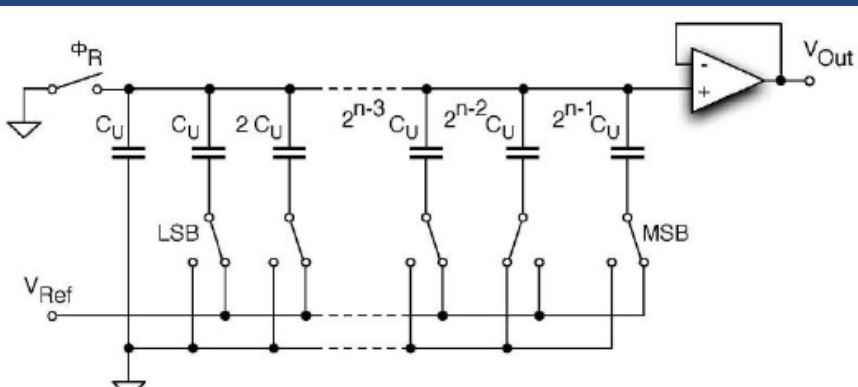 Φ_R
V_Out
-
+
C_U C_U 2 C_U 2^{n-3} C_U 2^{n-2} C_U 2^{n-1} C_U
LSB MSB
V_Ref